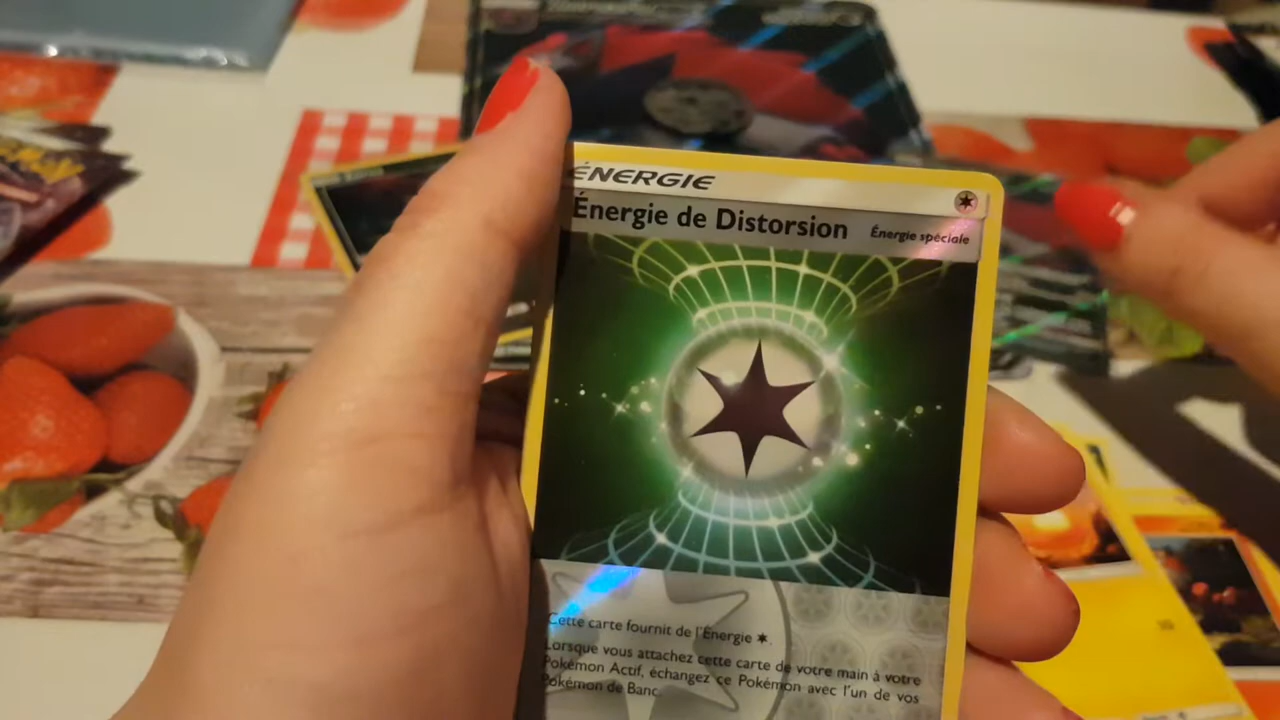 ÉNERGIE
Énergie de Distorsion
Énergie spéciale
Cette carte fournit de l'Énergie ✶.
Lorsque vous attachez cette carte de votre main à votre
Pokémon Actif, échangez ce Pokémon avec l'un de vos
Pokémon de Banc.